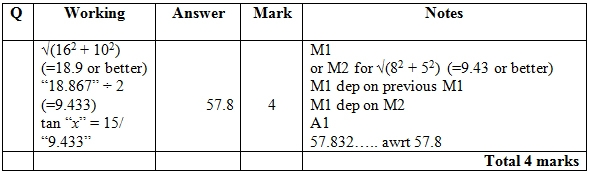 Q Working Answer Mark Notes
√(16² + 10²)
(=18.9 or better)
“18.867” ÷ 2
(=9.433)
tan “x” = 15/
“9.433”
57.8
4
M1
or M2 for √(8² + 5²) (=9.43 or better)
M1 dep on previous M1
M1 dep on M2
A1
57.832….. awrt 57.8
Total 4 marks